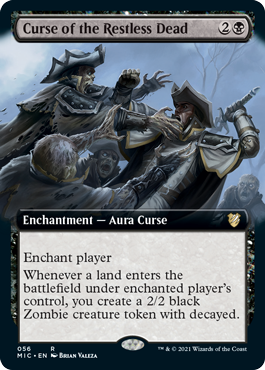 Curse of the Restless Dead 2
Enchantment — Aura Curse
Enchant player
Whenever a land enters the
battlefield under enchanted player's
control, you create a 2/2 black
Zombie creature token with decayed.
056 R
MIC • EN BRIAN VALEZA
™ & © 2021 Wizards of the Coast